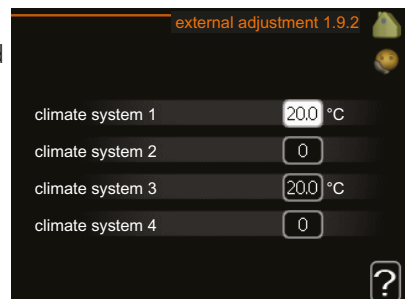 external adjustment 1.9.2
climate system 1 20.0 °C
climate system 2 0
climate system 3 20.0 °C
climate system 4 0
?